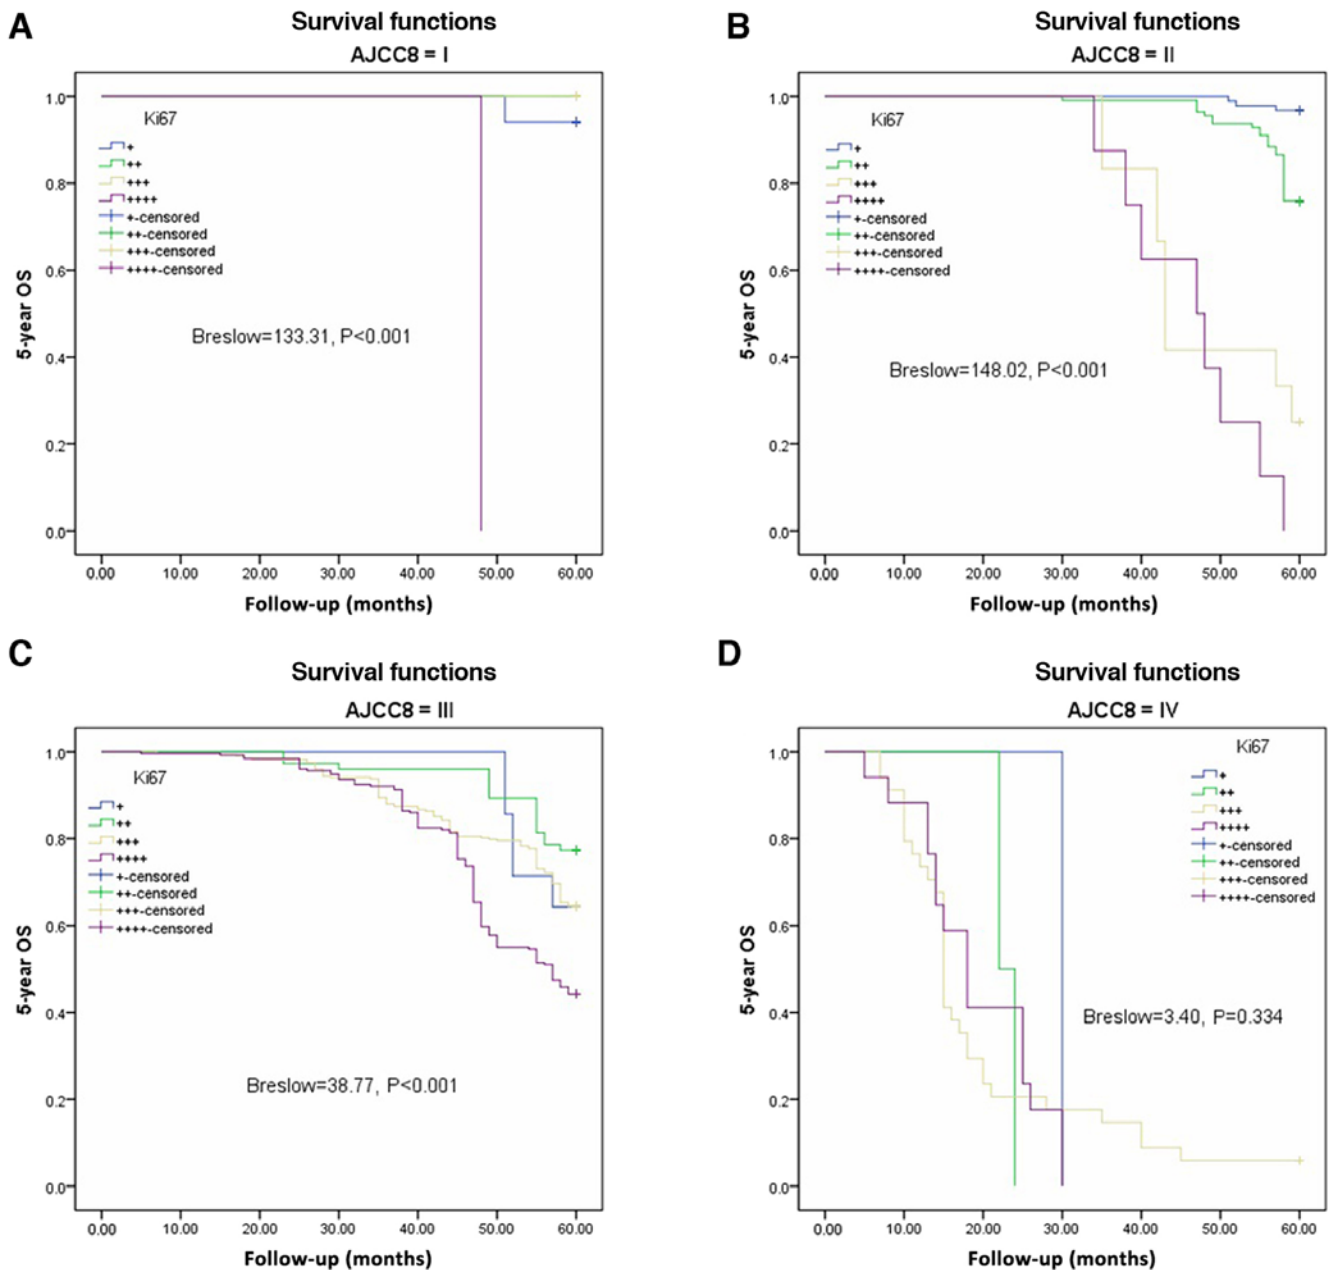 A
Survival functions
AJCC8 = I
1.0
0.8
0.6
0.4
0.2
0.0
5-year OS
Ki67
+
++
+++
++++
+-censored
++-censored
+++-censored
++++-censored
Breslow=133.31, P<0.001
0.00 10.00 20.00 30.00 40.00 50.00 60.00
Follow-up (months)
B
Survival functions
AJCC8 = II
1.0
0.8
0.6
0.4
0.2
0.0
5-year OS
Ki67
+
++
+++
++++
+-censored
++-censored
+++-censored
++++-censored
Breslow=148.02, P<0.001
0.00 10.00 20.00 30.00 40.00 50.00 60.00
Follow-up (months)
C
Survival functions
AJCC8 = III
1.0
0.8
0.6
0.4
0.2
0.0
5-year OS
Ki67
+
++
+++
++++
+-censored
++-censored
+++-censored
++++-censored
Breslow=38.77, P<0.001
0.00 10.00 20.00 30.00 40.00 50.00 60.00
Follow-up (months)
D
Survival functions
AJCC8 = IV
1.0
0.8
0.6
0.4
0.2
0.0
5-year OS
Ki67
+
++
+++
++++
+-censored
++-censored
+++-censored
++++-censored
Breslow=3.40, P=0.334
0.00 10.00 20.00 30.00 40.00 50.00 60.00
Follow-up (months)